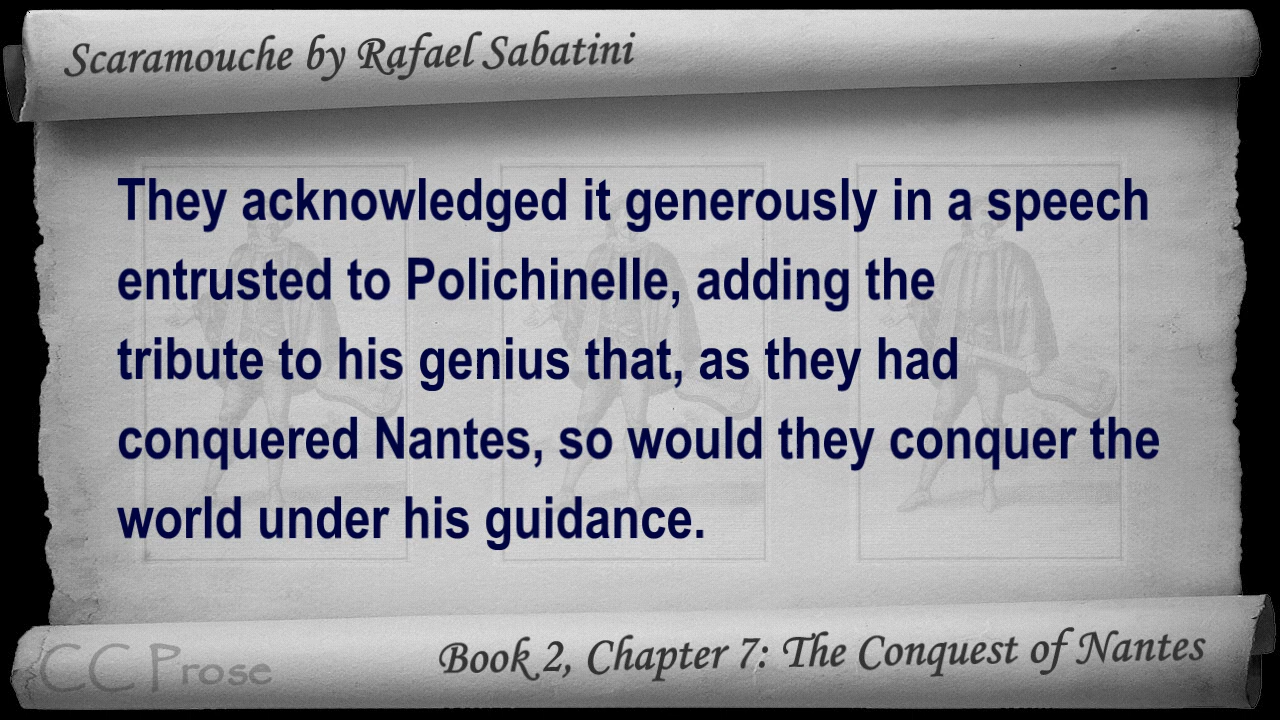 Scaramouche by Rafael Sabatini
They acknowledged it generously in a speech
entrusted to Polichinelle, adding the
tribute to his genius that, as they had
conquered Nantes, so would they conquer the
world under his guidance.
CC Prose
Book 2, Chapter 7: The Conquest of Nantes